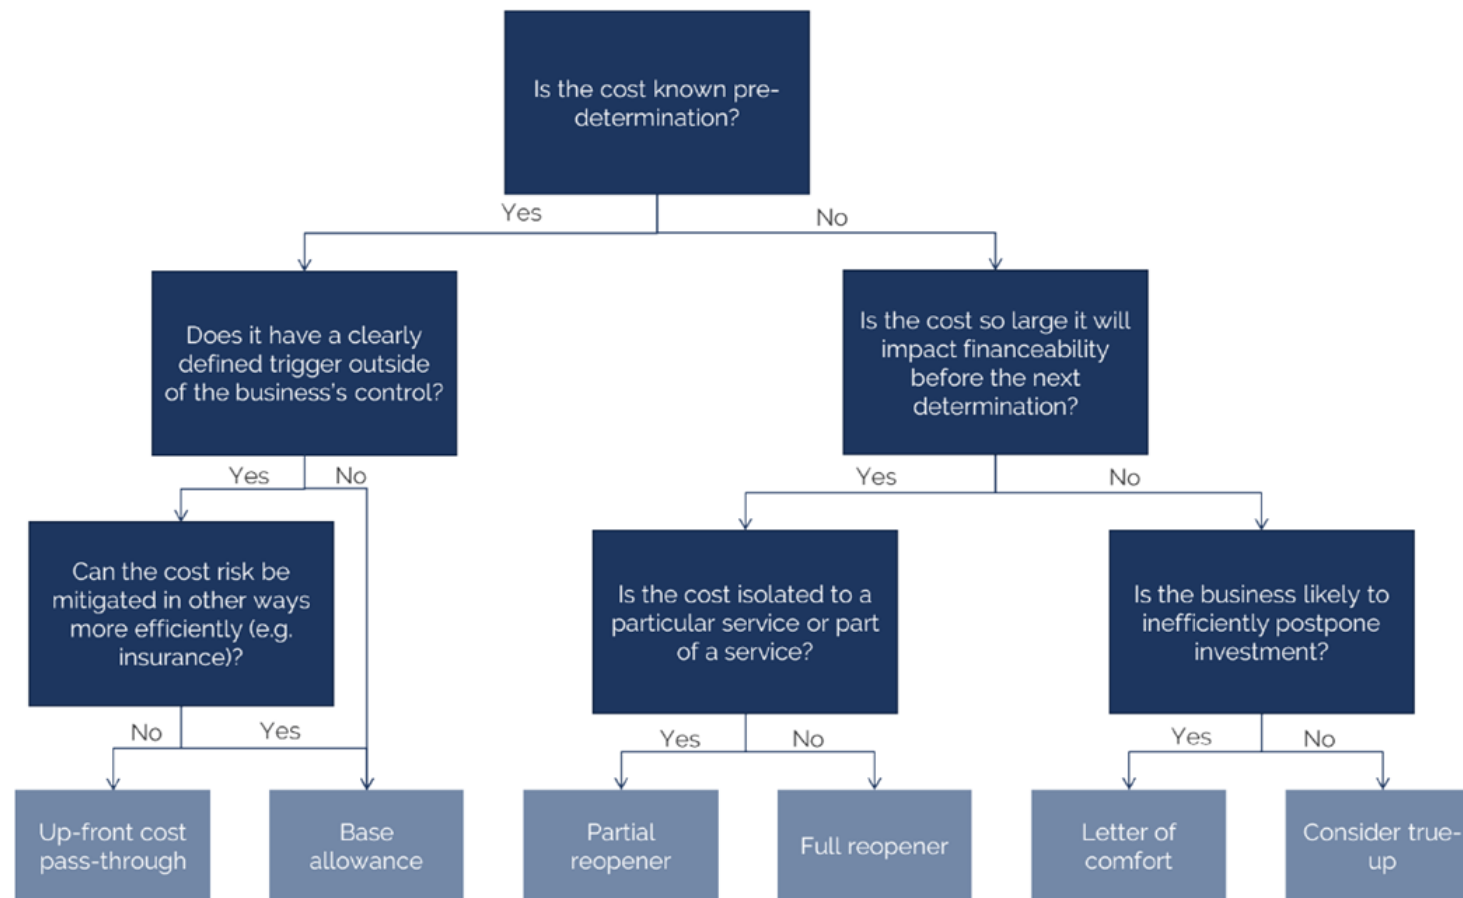 Is the cost known pre-
determination?
Yes
No
Does it have a clearly
defined trigger outside
of the business's control?
Is the cost so large it will
impact financeability
before the next
determination?
Yes
No
Yes
No
Can the cost risk be
mitigated in other ways
more efficiently (e.g.
insurance)?
Is the cost isolated to a
particular service or part
of a service?
Is the business likely to
inefficiently postpone
investment?
No
Yes
Yes
No
Yes
No
Up-front cost
pass-through
Base
allowance
Partial
reopener
Full reopener
Letter of
comfort
Consider true-
up